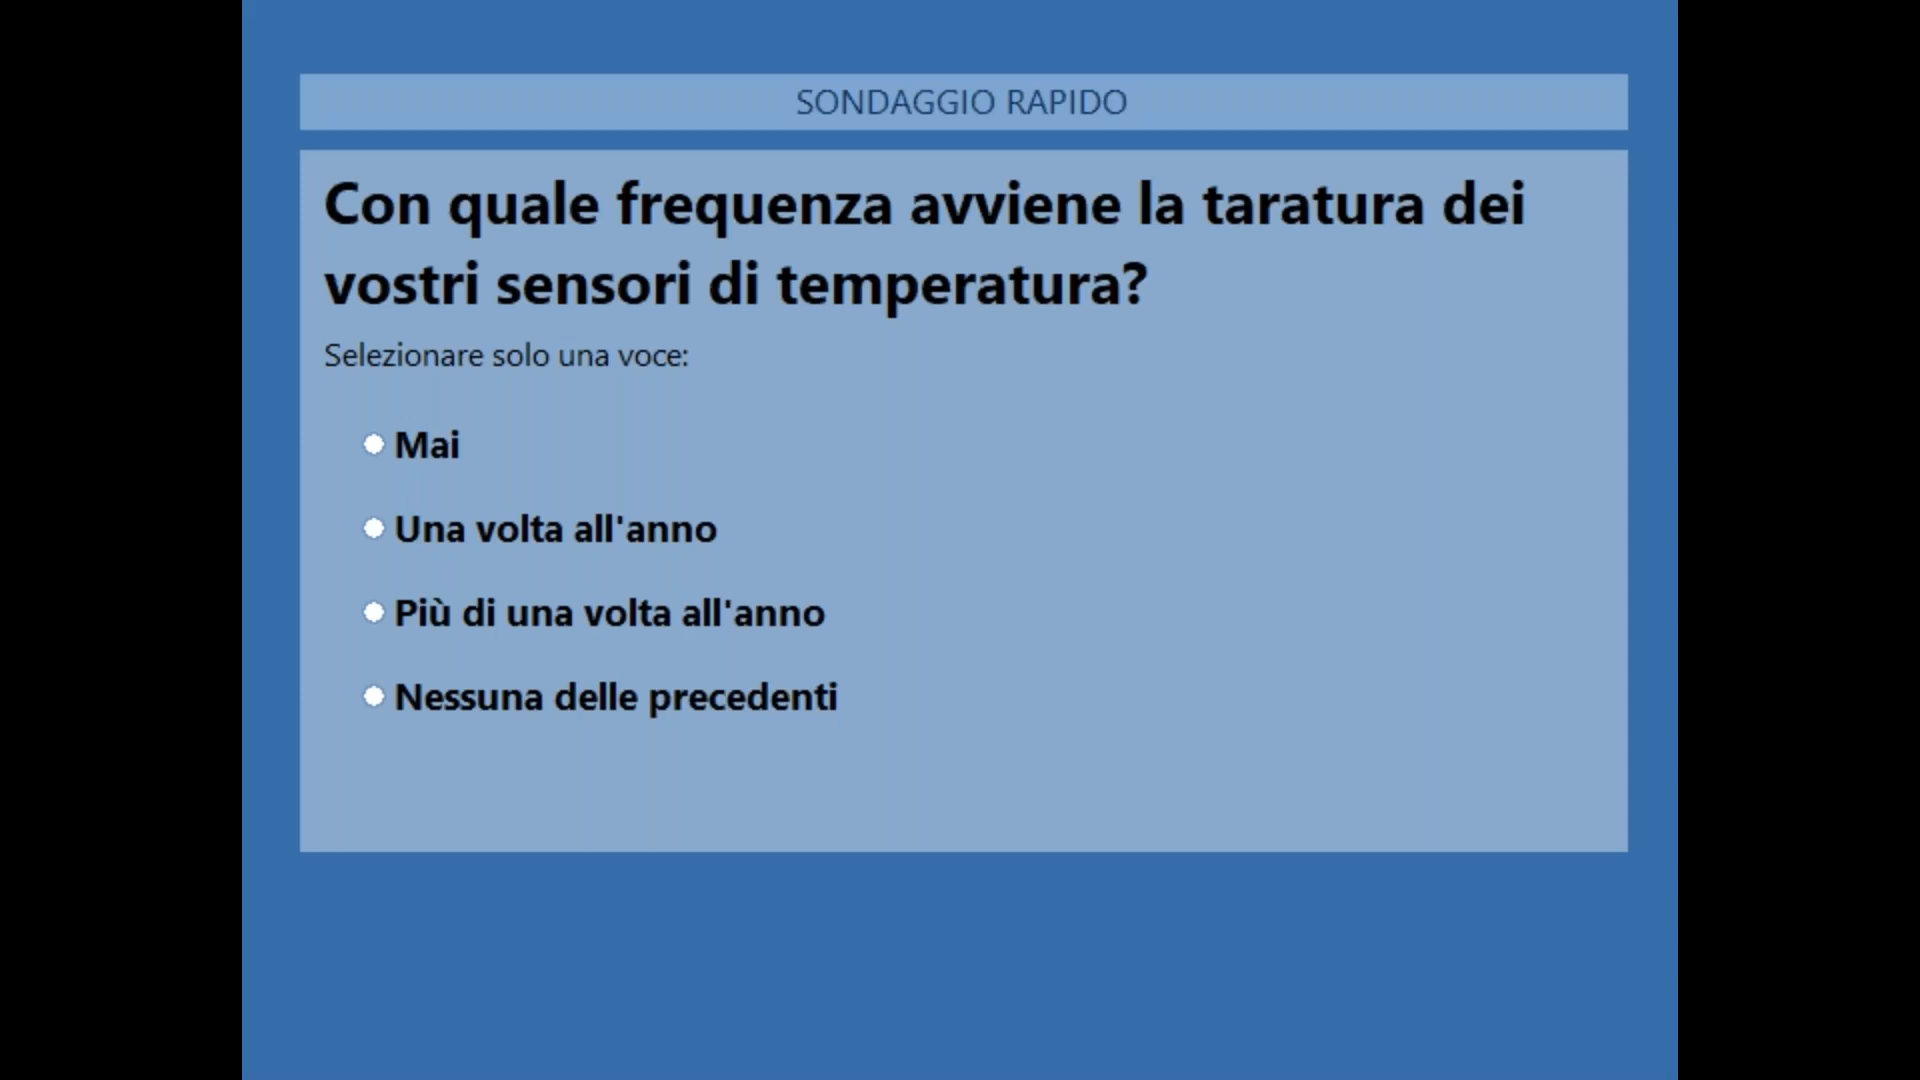 SONDAGGIO RAPIDO
Con quale frequenza avviene la taratura dei
vostri sensori di temperatura?
Selezionare solo una voce:
Mai
Una volta all'anno
Più di una volta all'anno
Nessuna delle precedenti